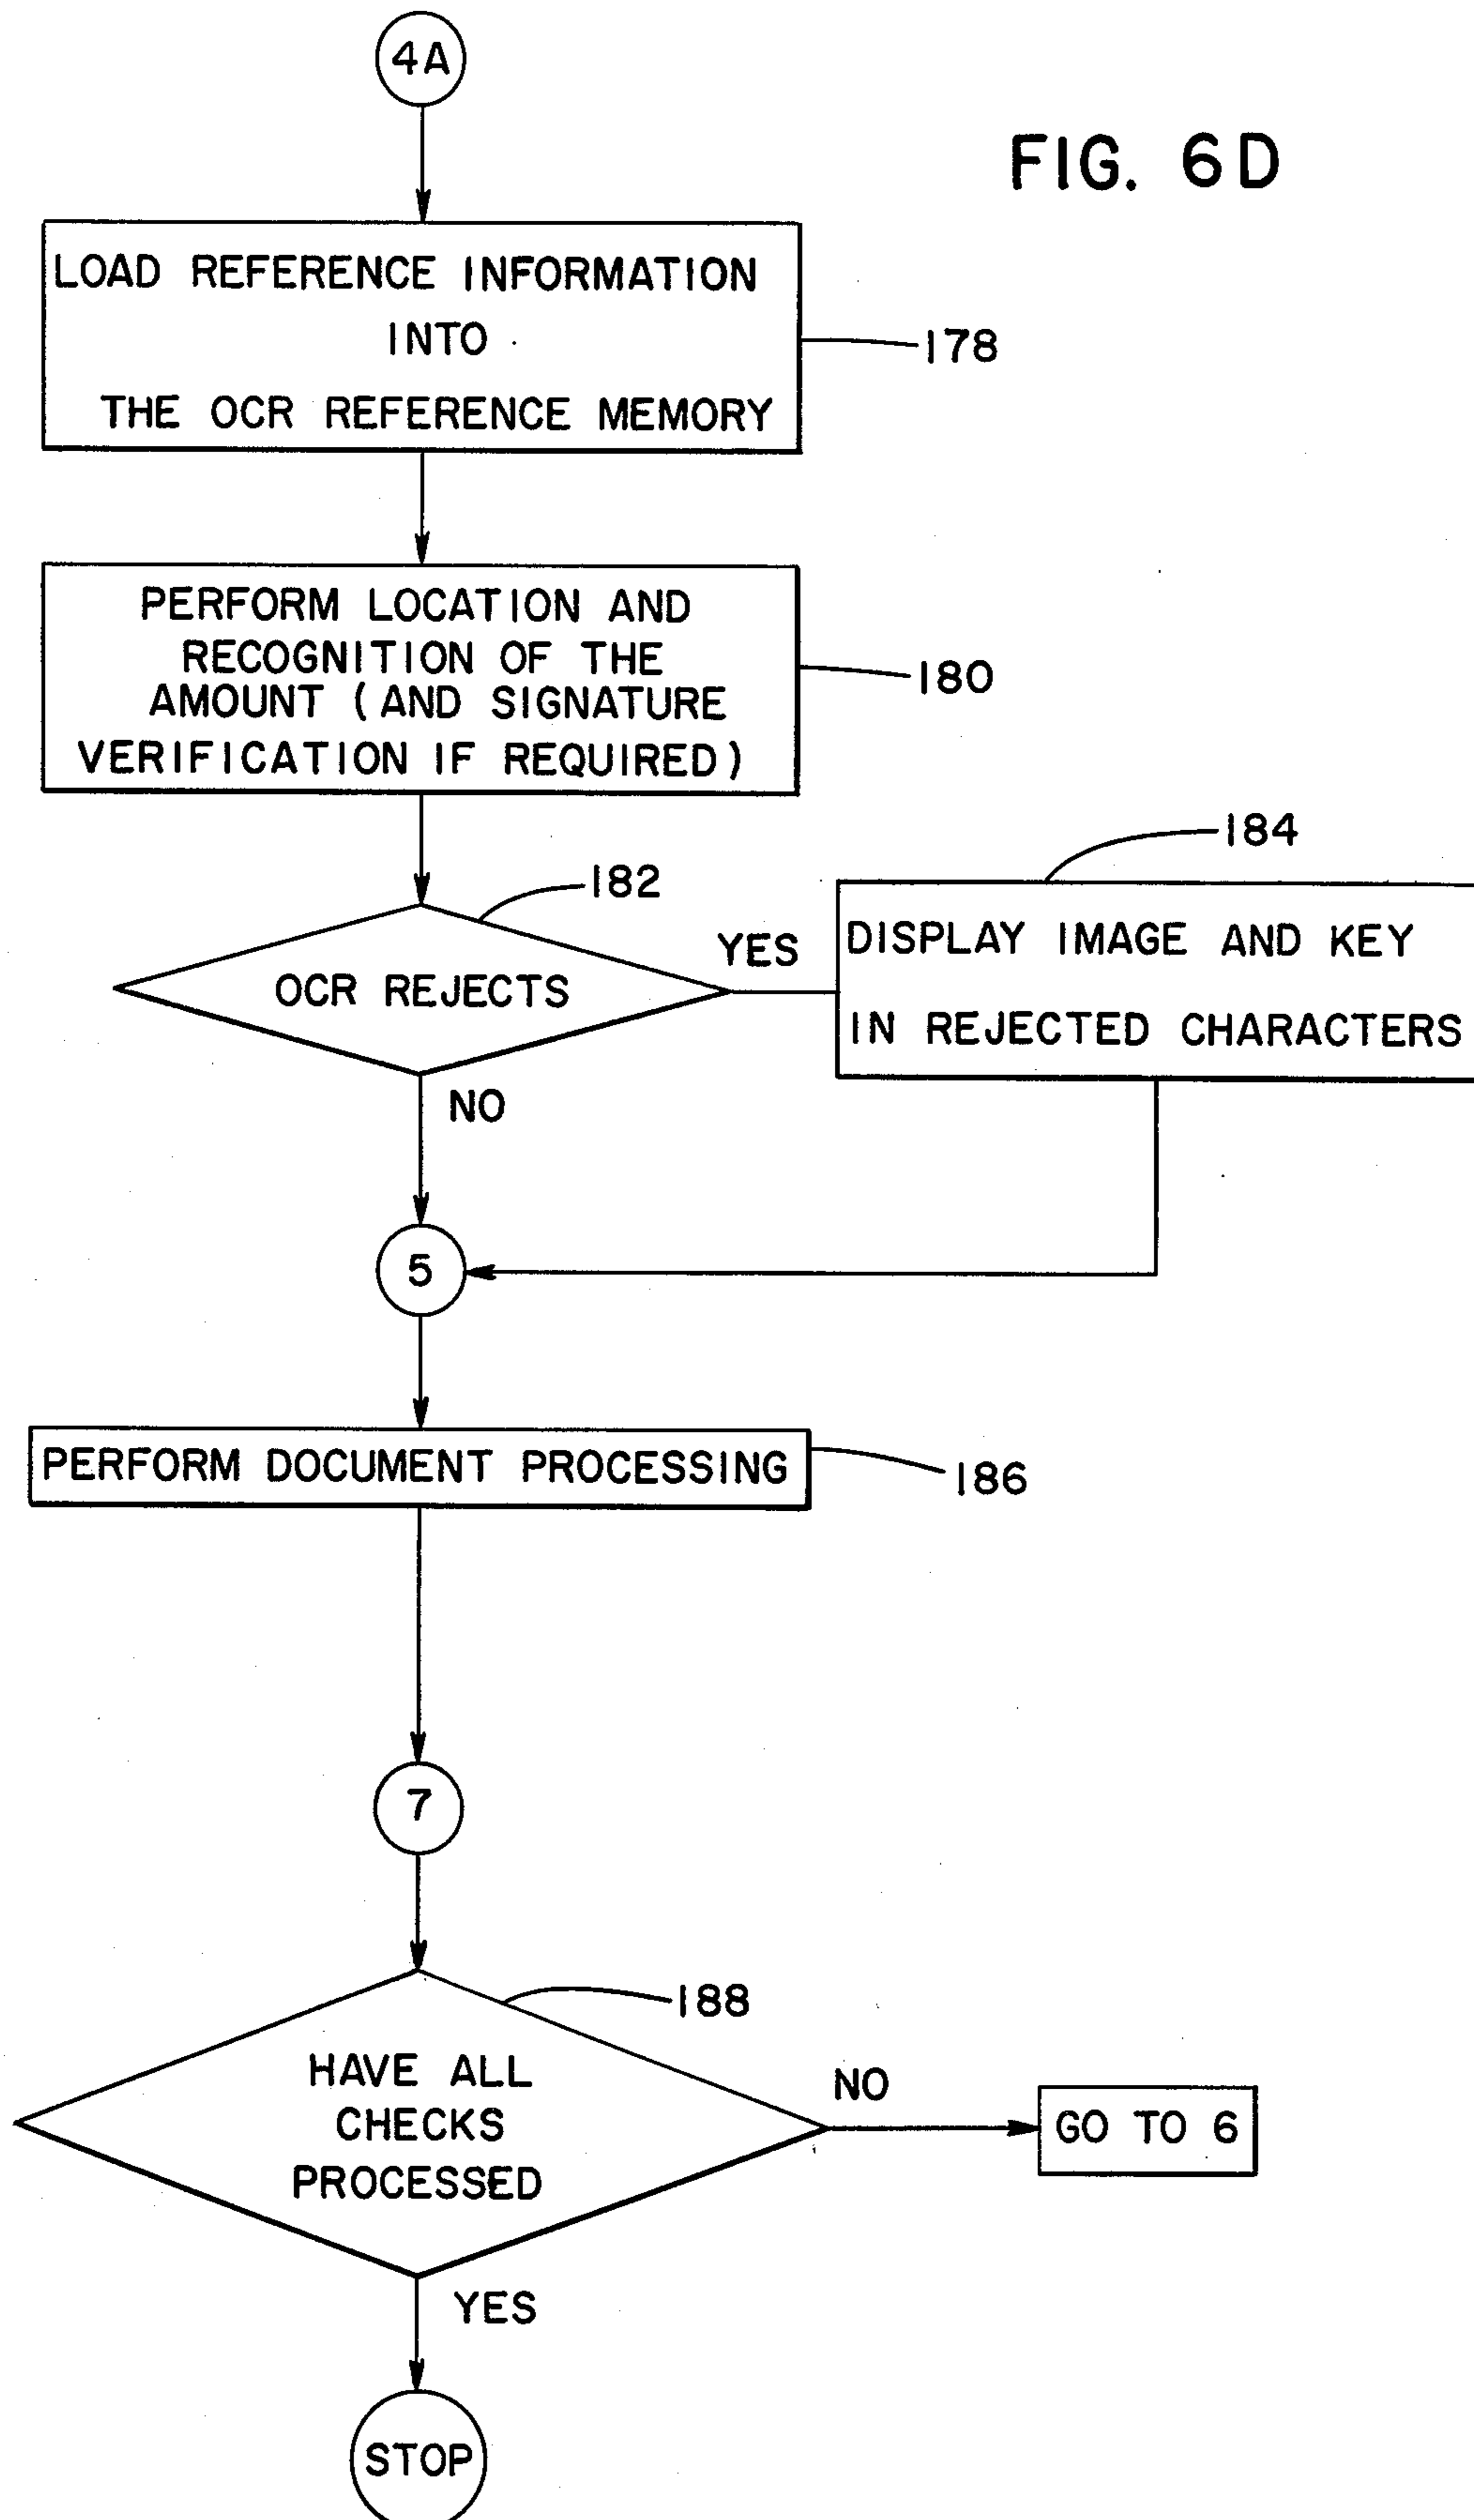 4A
FIG. 6D
LOAD REFERENCE INFORMATION
INTO
THE OCR REFERENCE MEMORY
178
PERFORM LOCATION AND
RECOGNITION OF THE
AMOUNT (AND SIGNATURE
VERIFICATION IF REQUIRED)
180
182
OCR REJECTS
YES
184
DISPLAY IMAGE AND KEY
IN REJECTED CHARACTERS
NO
5
PERFORM DOCUMENT PROCESSING
186
7
188
HAVE ALL
CHECKS
PROCESSED
NO
GO TO 6
YES
STOP